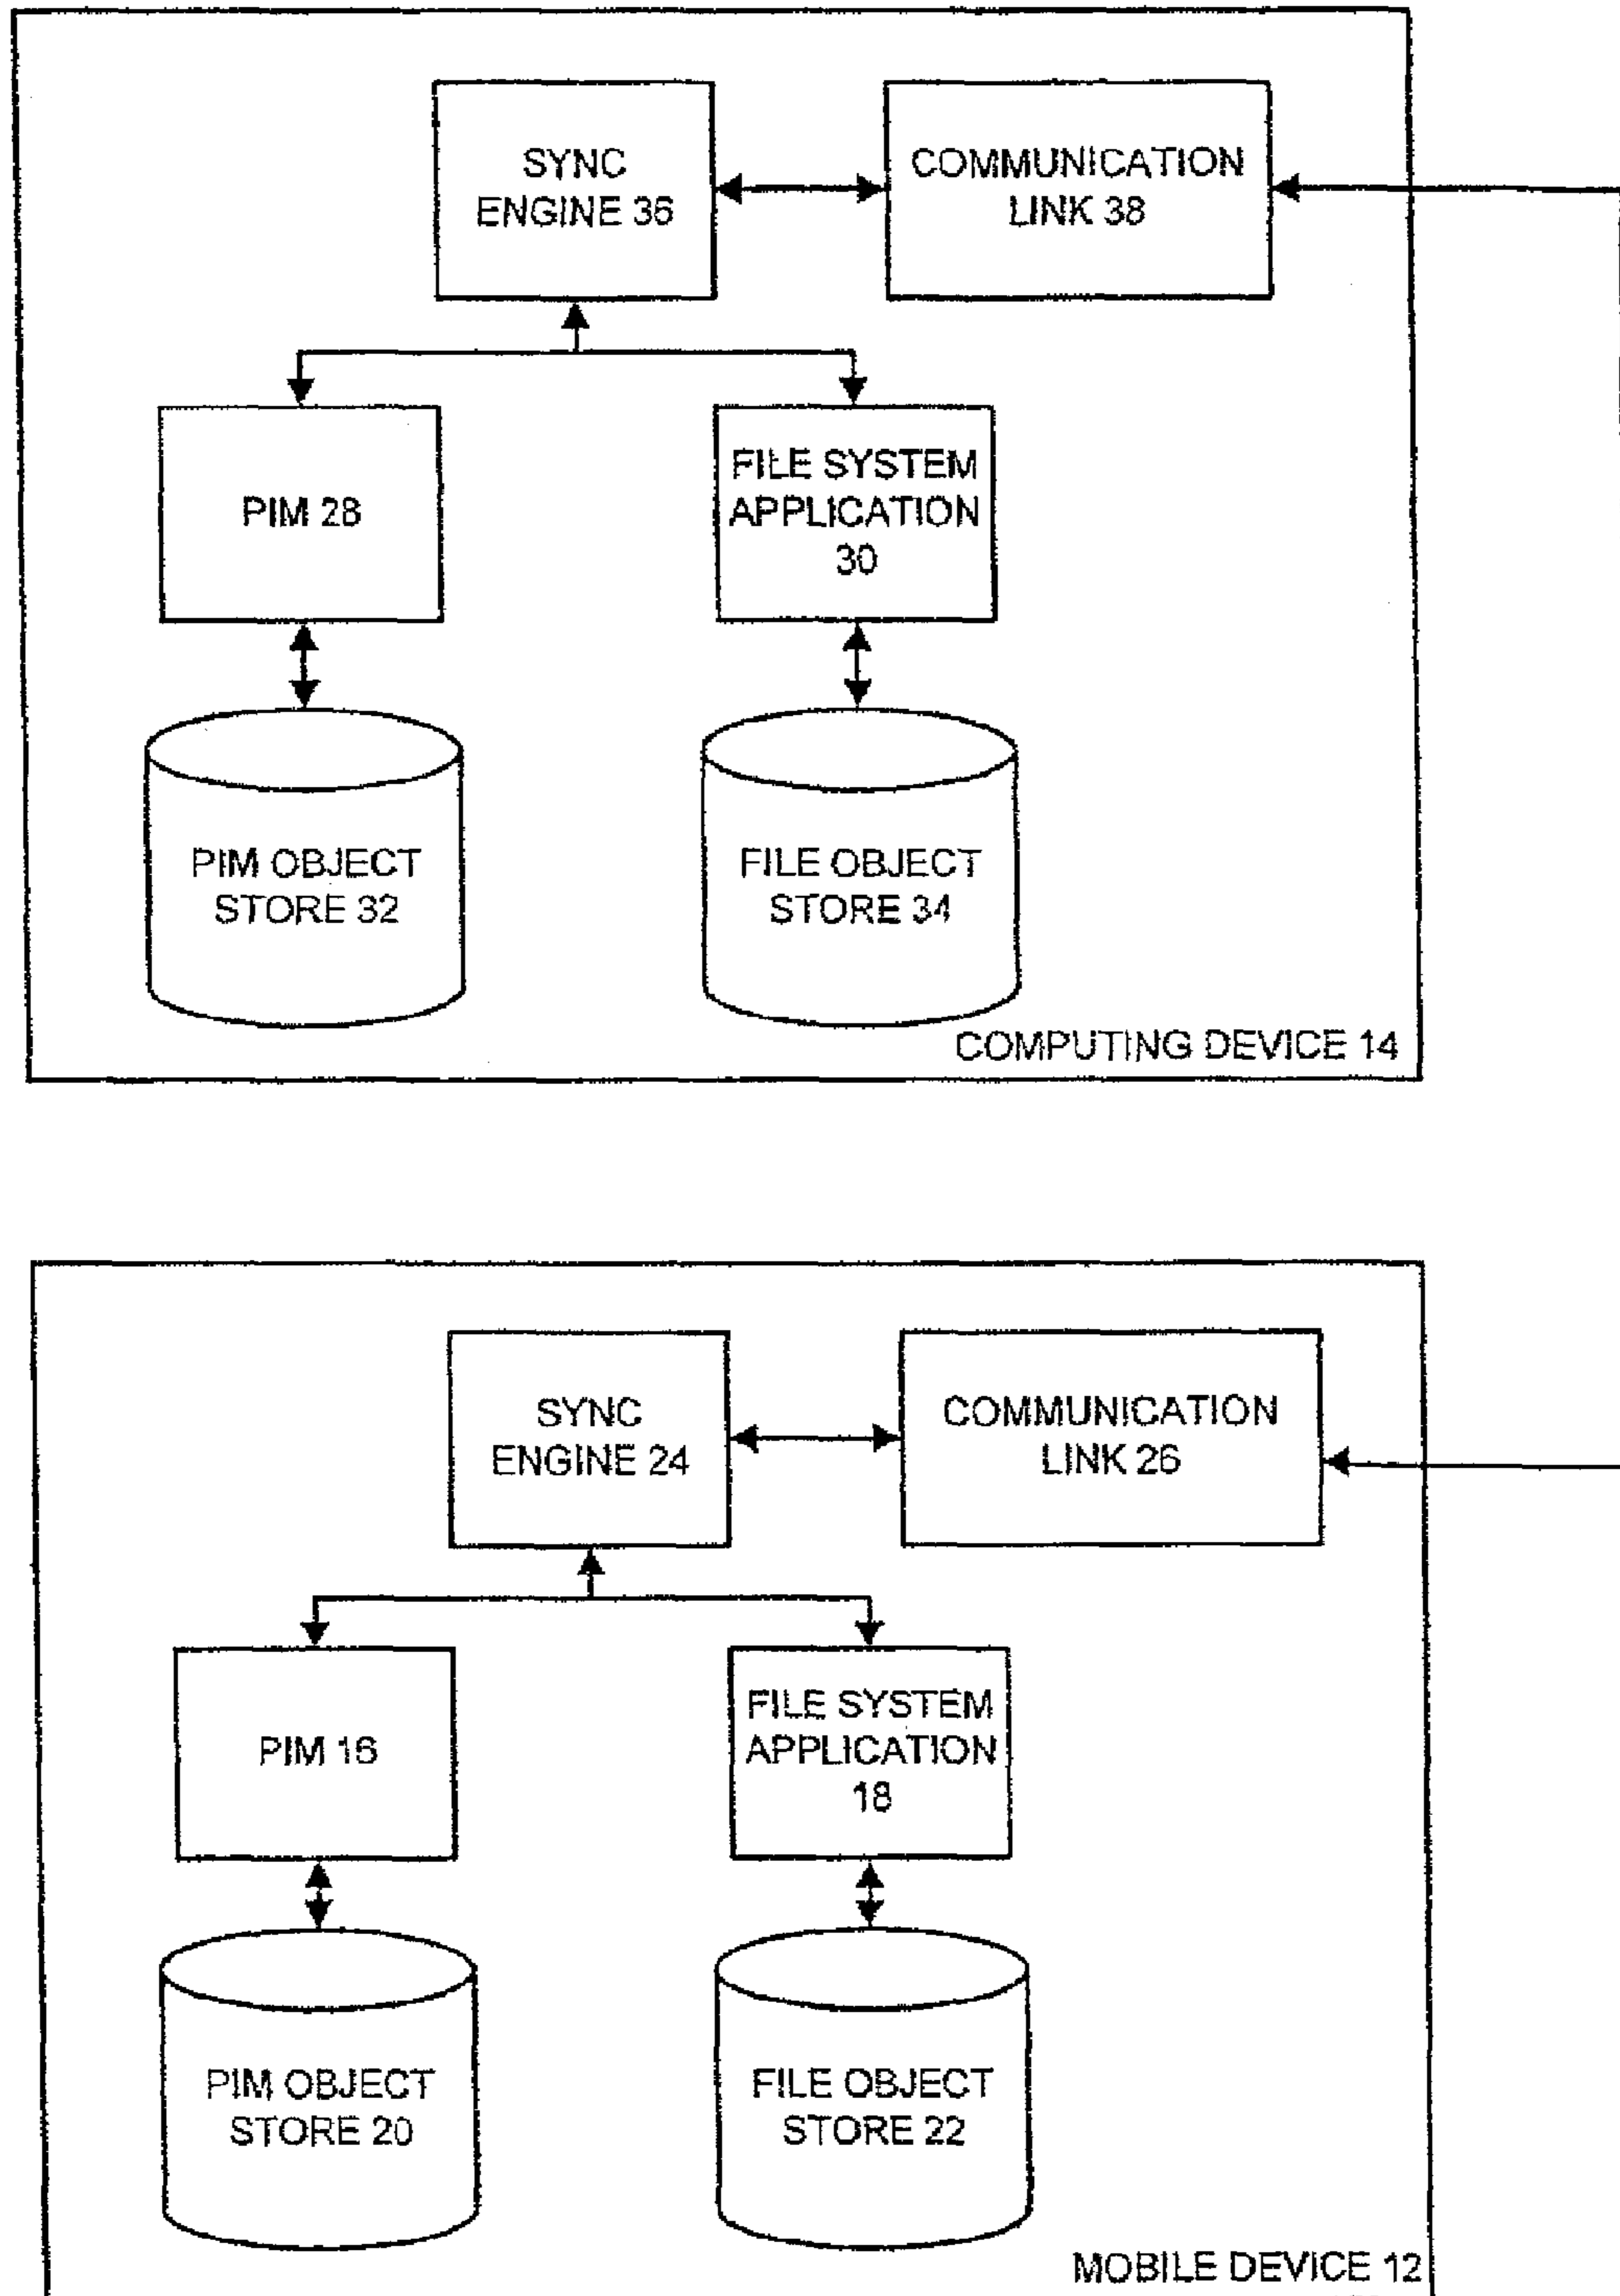 SYNC
ENGINE 36
COMMUNICATION
LINK 38
PIM 28
FILE SYSTEM
APPLICATION
30
PIM OBJECT
STORE 32
FILE OBJECT
STORE 34
COMPUTING DEVICE 14
SYNC
ENGINE 24
COMMUNICATION
LINK 26
PIM 16
FILE SYSTEM
APPLICATION
18
PIM OBJECT
STORE 20
FILE OBJECT
STORE 22
MOBILE DEVICE 12